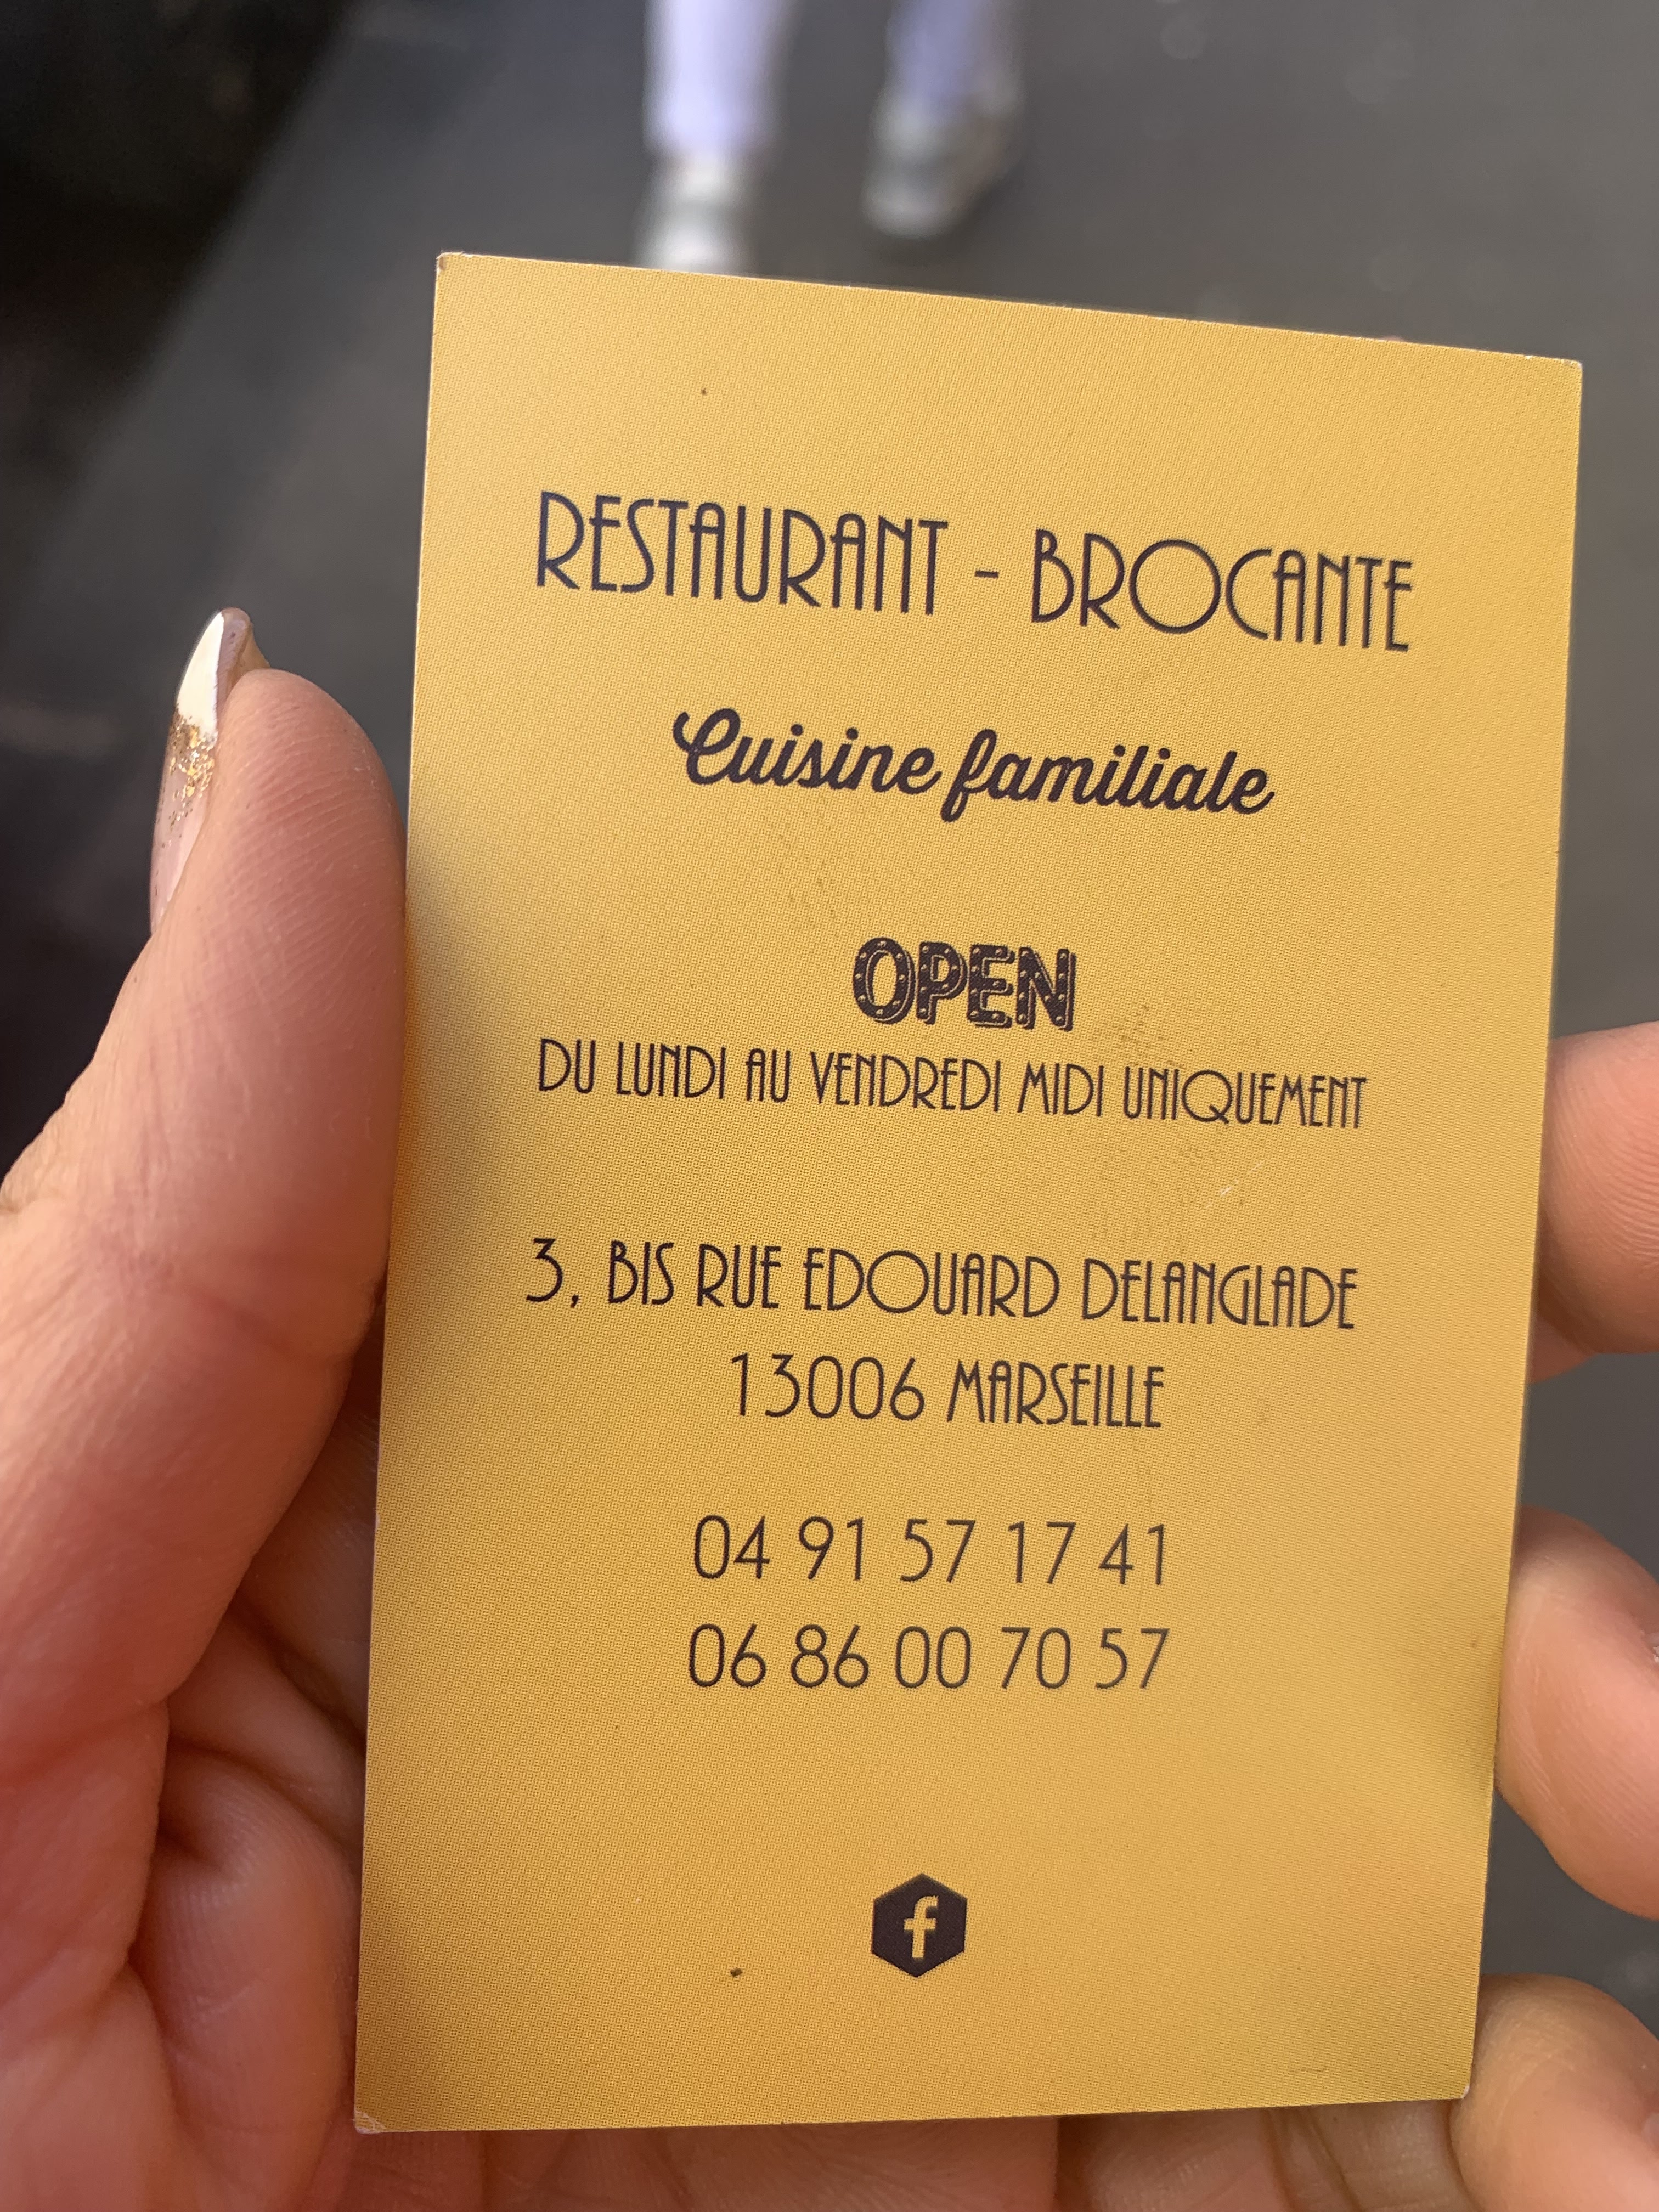 RESTAURANT - BROCANTE
Cuisine familiale
OPEN
DU LUNDI AU VENDREDI MIDI UNIQUEMENT
3, BIS RUE EDOUARD DELANGLADE
13006 MARSEILLE
04 91 57 17 41
06 86 00 70 57
f